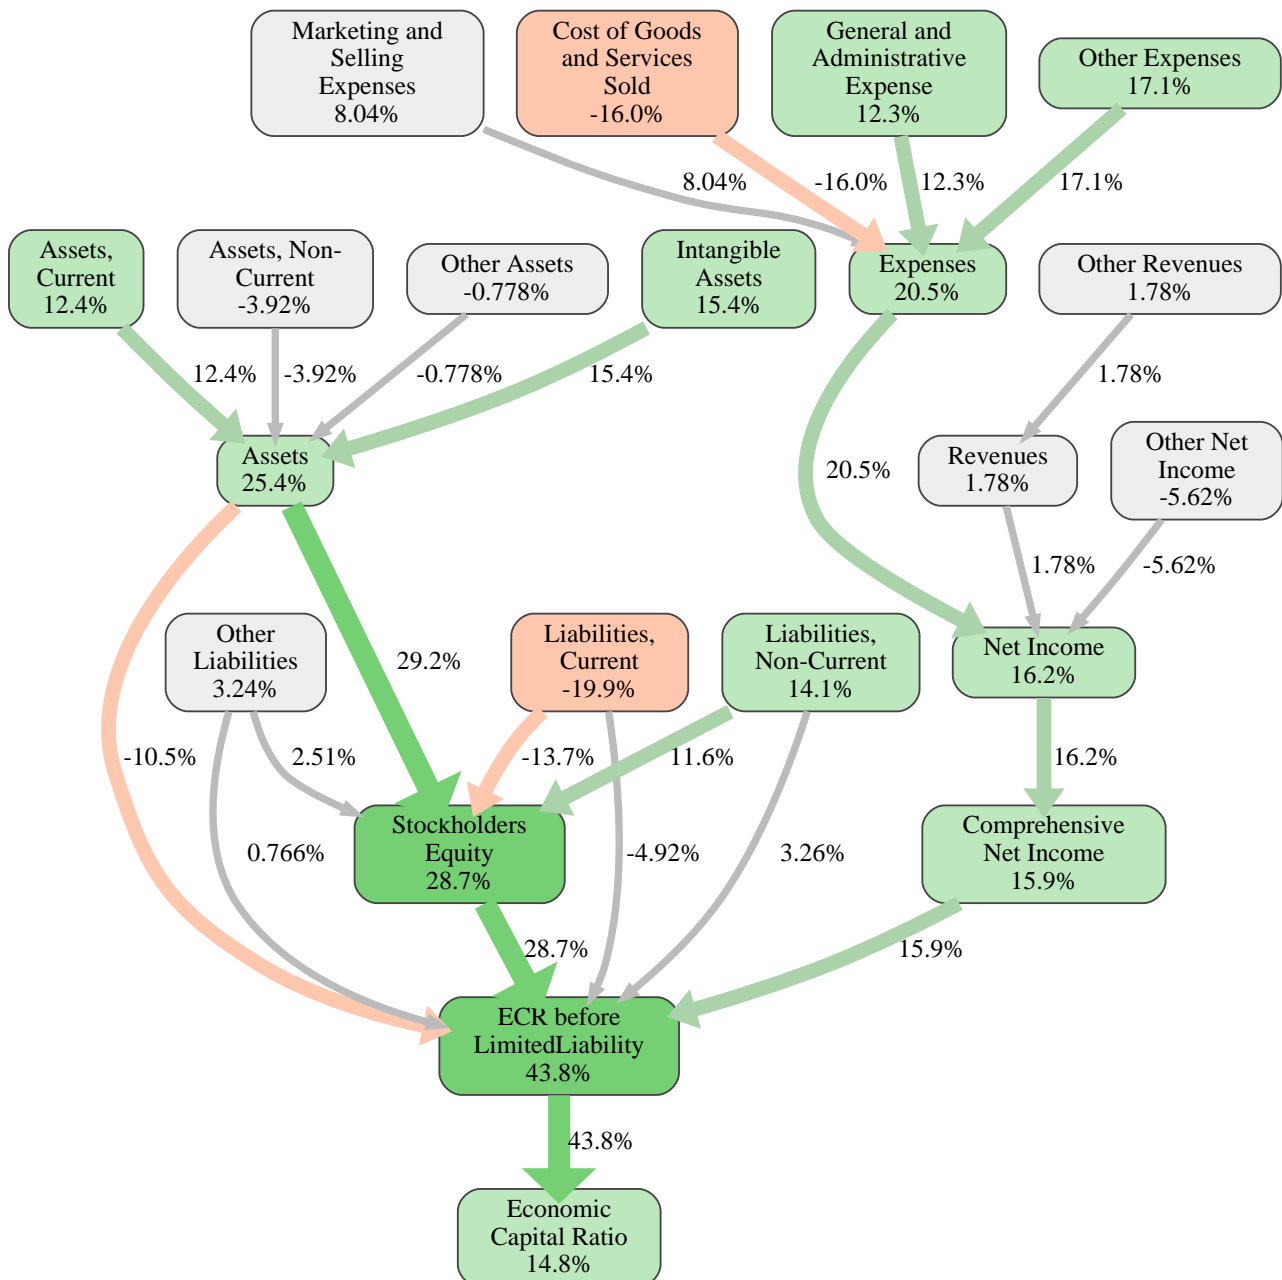 Marketing and
Selling
Expenses
8.04%
Cost of Goods
and Services
Sold
-16.0%
General and
Administrative
Expense
12.3%
Other Expenses
17.1%
8.04%
-16.0%
12.3%
17.1%
Assets,
Current
12.4%
Assets, Non-
Current
-3.92%
Other Assets
-0.778%
Intangible
Assets
15.4%
Expenses
20.5%
Other Revenues
1.78%
12.4%
-3.92%
-0.778%
15.4%
1.78%
Assets
25.4%
20.5%
Revenues
1.78%
Other Net
Income
-5.62%
1.78%
-5.62%
Other
Liabilities
3.24%
29.2%
Liabilities,
Current
-19.9%
Liabilities,
Non-Current
14.1%
Net Income
16.2%
-10.5%
2.51%
-13.7%
11.6%
16.2%
Stockholders
Equity
28.7%
0.766%
-4.92%
3.26%
Comprehensive
Net Income
15.9%
28.7%
15.9%
ECR before
LimitedLiability
43.8%
43.8%
Economic
Capital Ratio
14.8%